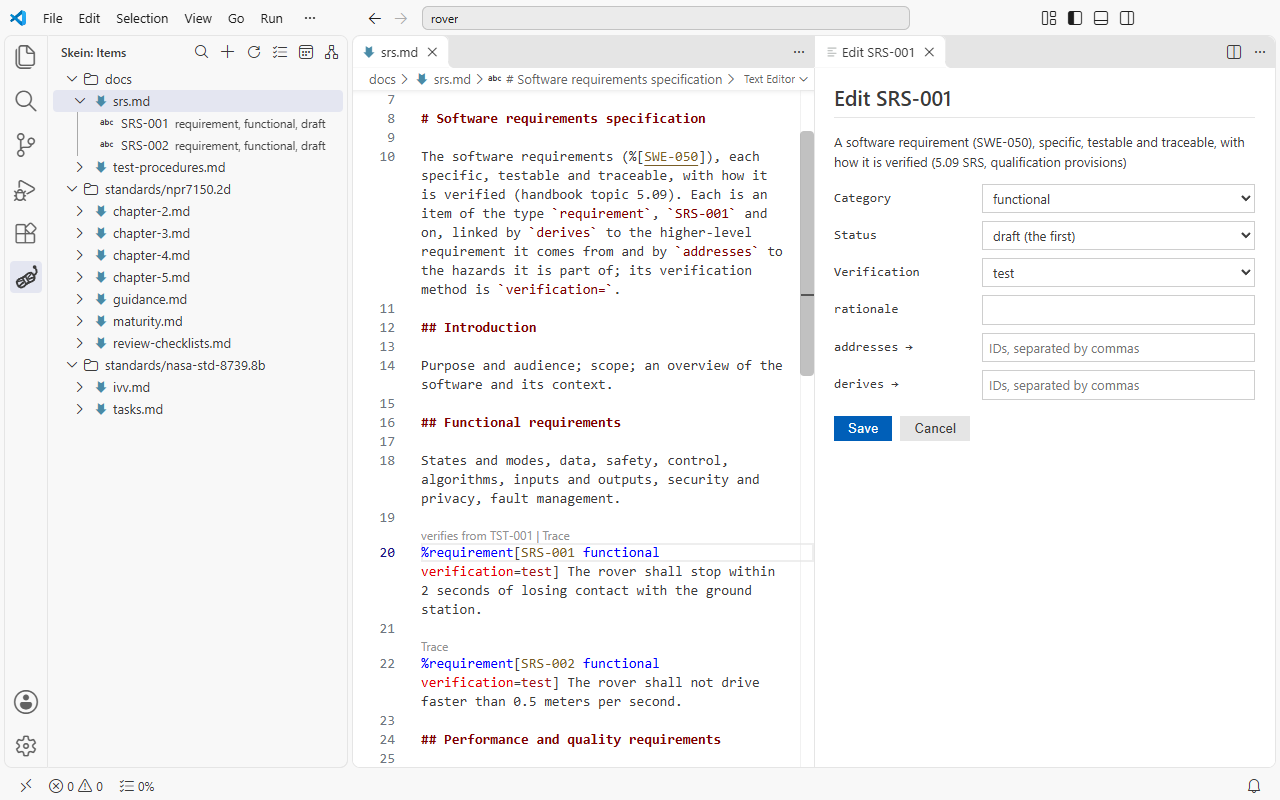 File Edit Selection View Go Run ···
rover
Skein: Items
docs
srs.md
SRS-001 requirement, functional, draft
SRS-002 requirement, functional, draft
test-procedures.md
standards/npr7150.2d
chapter-2.md
chapter-3.md
chapter-4.md
chapter-5.md
guidance.md
maturity.md
review-checklists.md
standards/nasa-std-8739.8b
ivv.md
tasks.md
0 0 0%
srs.md
docs > srs.md > abc # Software requirements specification > Text Editor
7
8 # Software requirements specification
9
10 The software requirements (%[SWE-050]), each
specific, testable and traceable, with how it
is verified (handbook topic 5.09). Each is an
item of the type `requirement`, `SRS-001` and
on, linked by `derives` to the higher-level
requirement it comes from and by `addresses` to
the hazards it is part of; its verification
method is `verification=`.
11
12 ## Introduction
13
14 Purpose and audience; scope; an overview of the
software and its context.
15
16 ## Functional requirements
17
18 States and modes, data, safety, control,
algorithms, inputs and outputs, security and
privacy, fault management.
19
verifies from TST-001 | Trace
20 %requirement[SRS-001 functional
verification=test] The rover shall stop within
2 seconds of losing contact with the ground
station.
21
Trace
22 %requirement[SRS-002 functional
verification=test] The rover shall not drive
faster than 0.5 meters per second.
23
24 ## Performance and quality requirements
25
Edit SRS-001
Edit SRS-001
A software requirement (SWE-050), specific, testable and traceable, with
how it is verified (5.09 SRS, qualification provisions)
Category functional
Status draft (the first)
Verification test
rationale
addresses → IDs, separated by commas
derives → IDs, separated by commas
Save Cancel